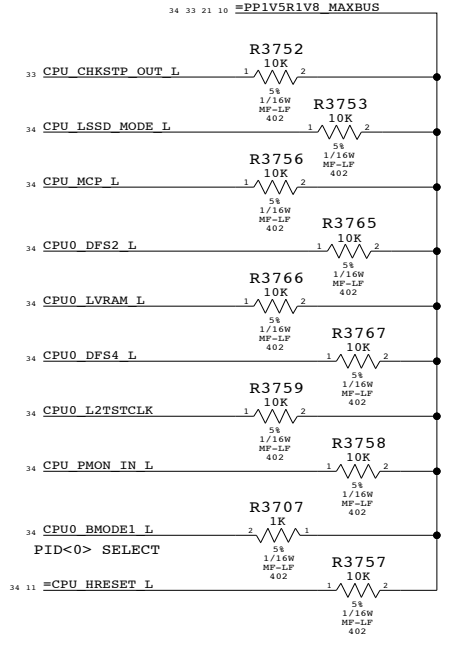 34 33 21 10 =PP1V5R1V8_MAXBUS
R3752
10K
33 CPU_CHKSTP_OUT_L 1 2
5%
1/16W
MF-LF
402
R3753
10K
34 CPU_LSSD_MODE_L 1 2
5%
1/16W
MF-LF
402
R3756
10K
34 CPU_MCP_L 1 2
5%
1/16W
MF-LF
402
R3765
10K
34 CPU0_DFS2_L 1 2
5%
1/16W
MF-LF
402
R3766
10K
34 CPU0_LVRAM_L 1 2
5%
1/16W
MF-LF
402
R3767
10K
34 CPU0_DFS4_L 1 2
5%
1/16W
MF-LF
402
R3759
10K
34 CPU0_L2TSTCLK 1 2
5%
1/16W
MF-LF
402
R3758
10K
34 CPU_PMON_IN_L 1 2
5%
1/16W
MF-LF
402
R3707
1K
34 CPU0_BMODE1_L 2 1
PID<0> SELECT
5%
1/16W
MF-LF
402
R3757
10K
34 11 =CPU_HRESET_L 1 2
5%
1/16W
MF-LF
402